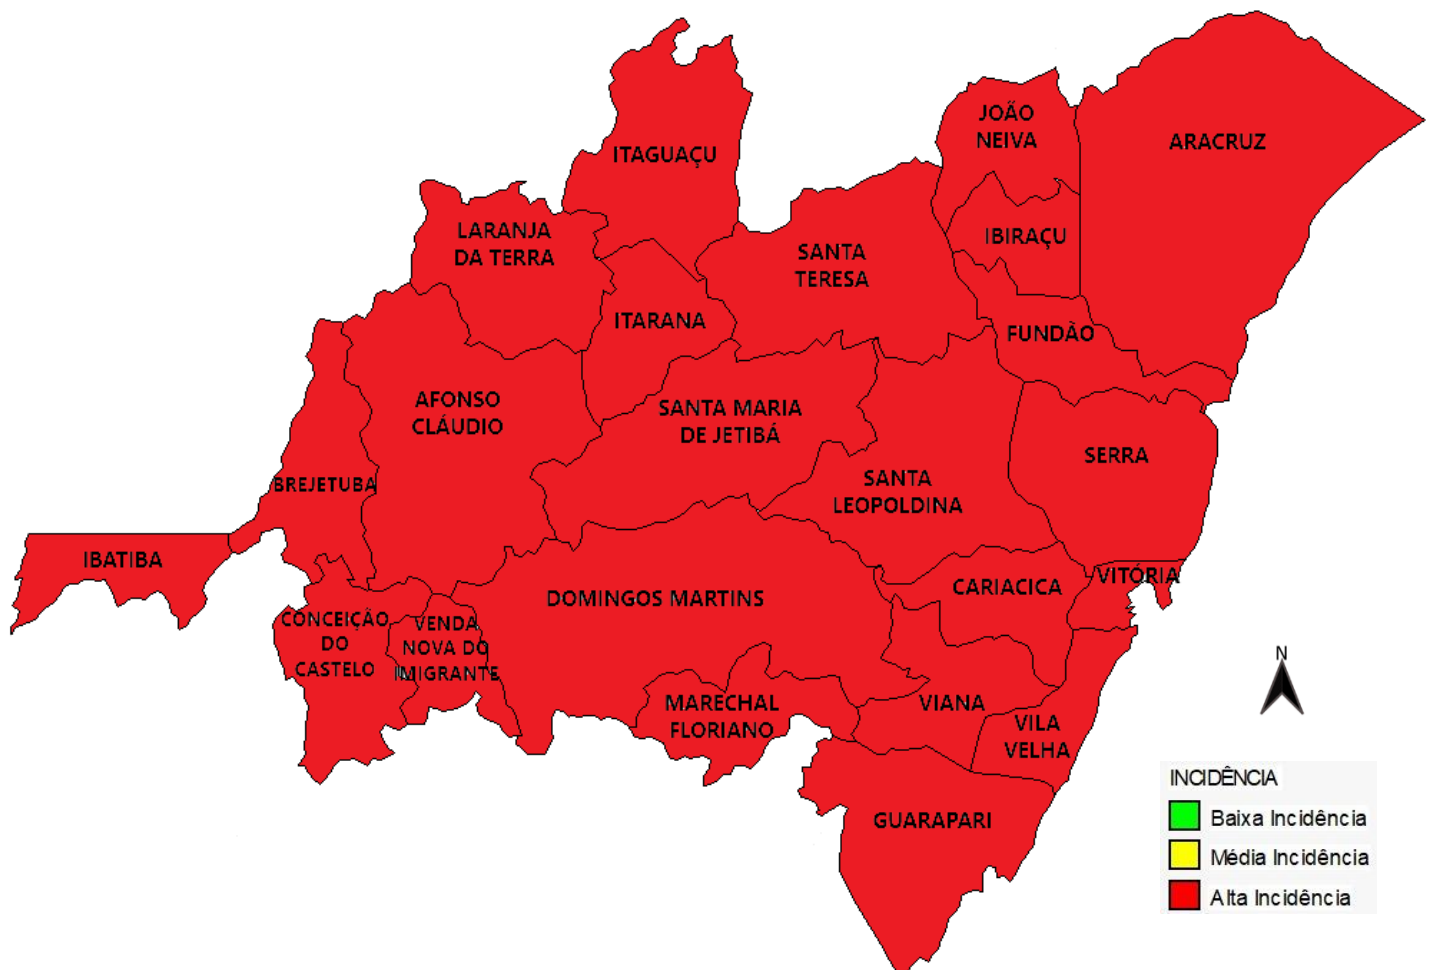 JOÃO
NEIVA
ARACRUZ
ITAGUAÇU
LARANJA
DA TERRA
IBIRAÇU
SANTA
TERESA
ITARANA
FUNDÃO
AFONSO
CLÁUDIO
SANTA MARIA
DE JETIBÁ
SERRA
BREJETUBA
SANTA
LEOPOLDINA
IBATIBA
VITÓRIA
CARIACICA
DOMINGOS MARTINS
CONCEIÇÃO
DO
CASTELO
VENDA
NOVA DO
IMIGRANTE
MARECHAL
FLORIANO
VIANA
VILA
VELHA
GUARAPARI
N
INCIDÊNCIA
Baixa Incidência
Média Incidência
Alta Incidência